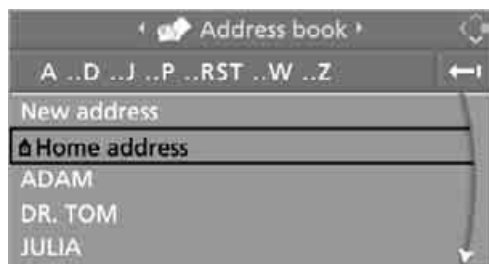 Address book
A ..D ..J ..P ..RST ..W ..Z
New address
Home address
ADAM
DR. TOM
JULIA